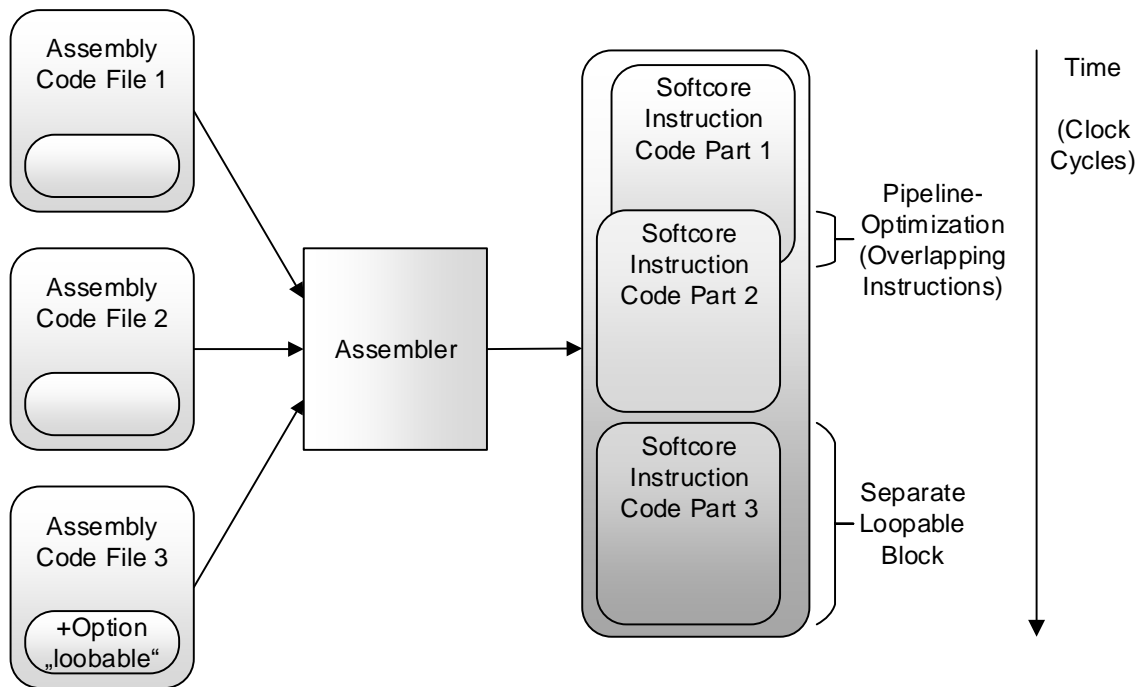 Assembly
Code File 1
Assembly
Code File 2
Assembly
Code File 3
+Option
„loobable“
Assembler
Softcore
Instruction
Code Part 1
Softcore
Instruction
Code Part 2
Softcore
Instruction
Code Part 3
Pipeline-
Optimization
(Overlapping
Instructions)
Separate
Loopable
Block
Time
(Clock
Cycles)